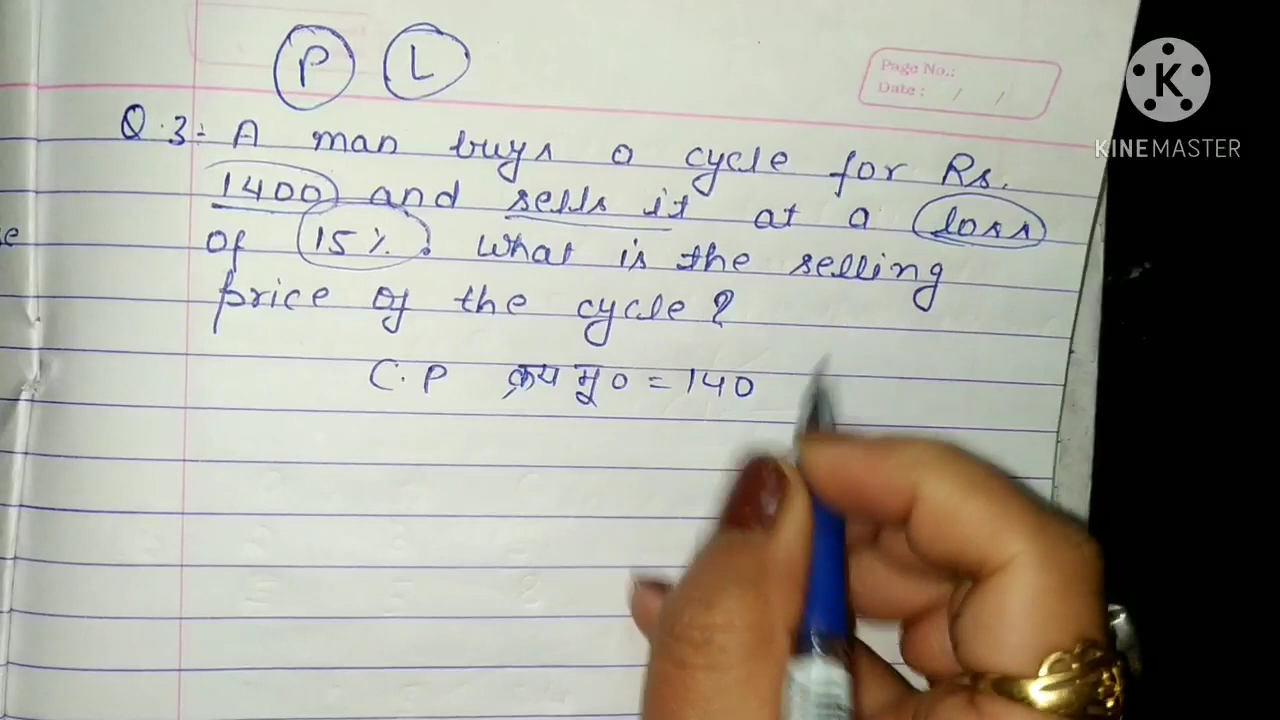 P L
Page No.:
Date : / /
K
KINEMASTER
Q.3:- A man buys a cycle for Rs.
1400 and sells it at a loss
of 15%. What is the selling
price of the cycle?
C.P क्रय मू0 = 140